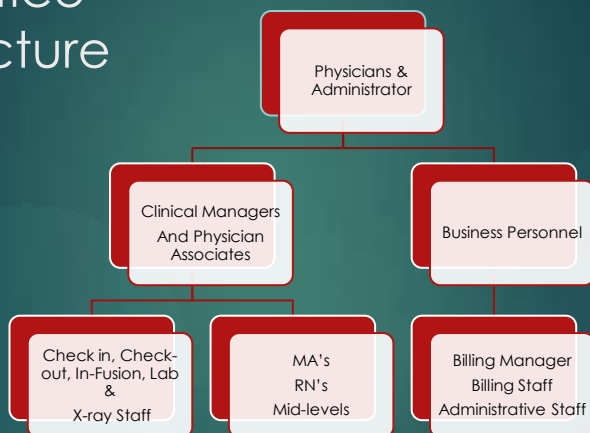 Physicians &
Administrator
Clinical Managers
And Physician
Associates
Business Personnel
Check in, Check-
out, In-Fusion, Lab
&
X-ray Staff
MA's
RN's
Mid-levels
Billing Manager
Billing Staff
Administrative Staff